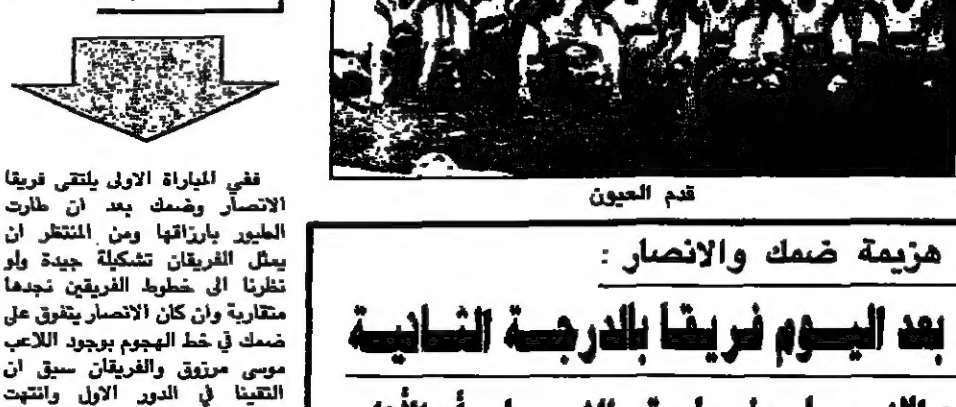 قدم العيون
هزيمة ضمك والانصار :
بعد اليوم فريقا بالدرجة الثانية
ففي المباراة الاولى يلتقى فريقا
الانصار وضمك بعد ان طارت
الطيور بارزاقها ومن المنتظر ان
يمثل الفريقان تشكيلة جيدة ولو
نظرنا الى خطوط الفريقين نجدها
متقاربة وان كان الانصار يتفوق على
ضمك في خط الهجوم بوجود اللاعب
موسى مرزوق والفريقان سبق ان
التقينا في الدور الاول وانتهت